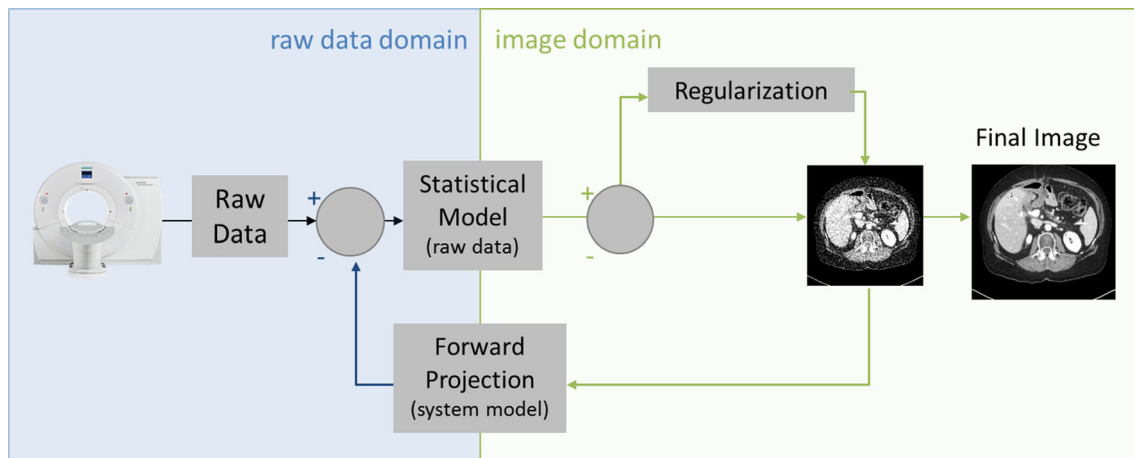 raw data domain
image domain
Regularization
Final Image
Raw
Data
+
-
Statistical
Model
(raw data)
+
-
Forward
Projection
(system model)